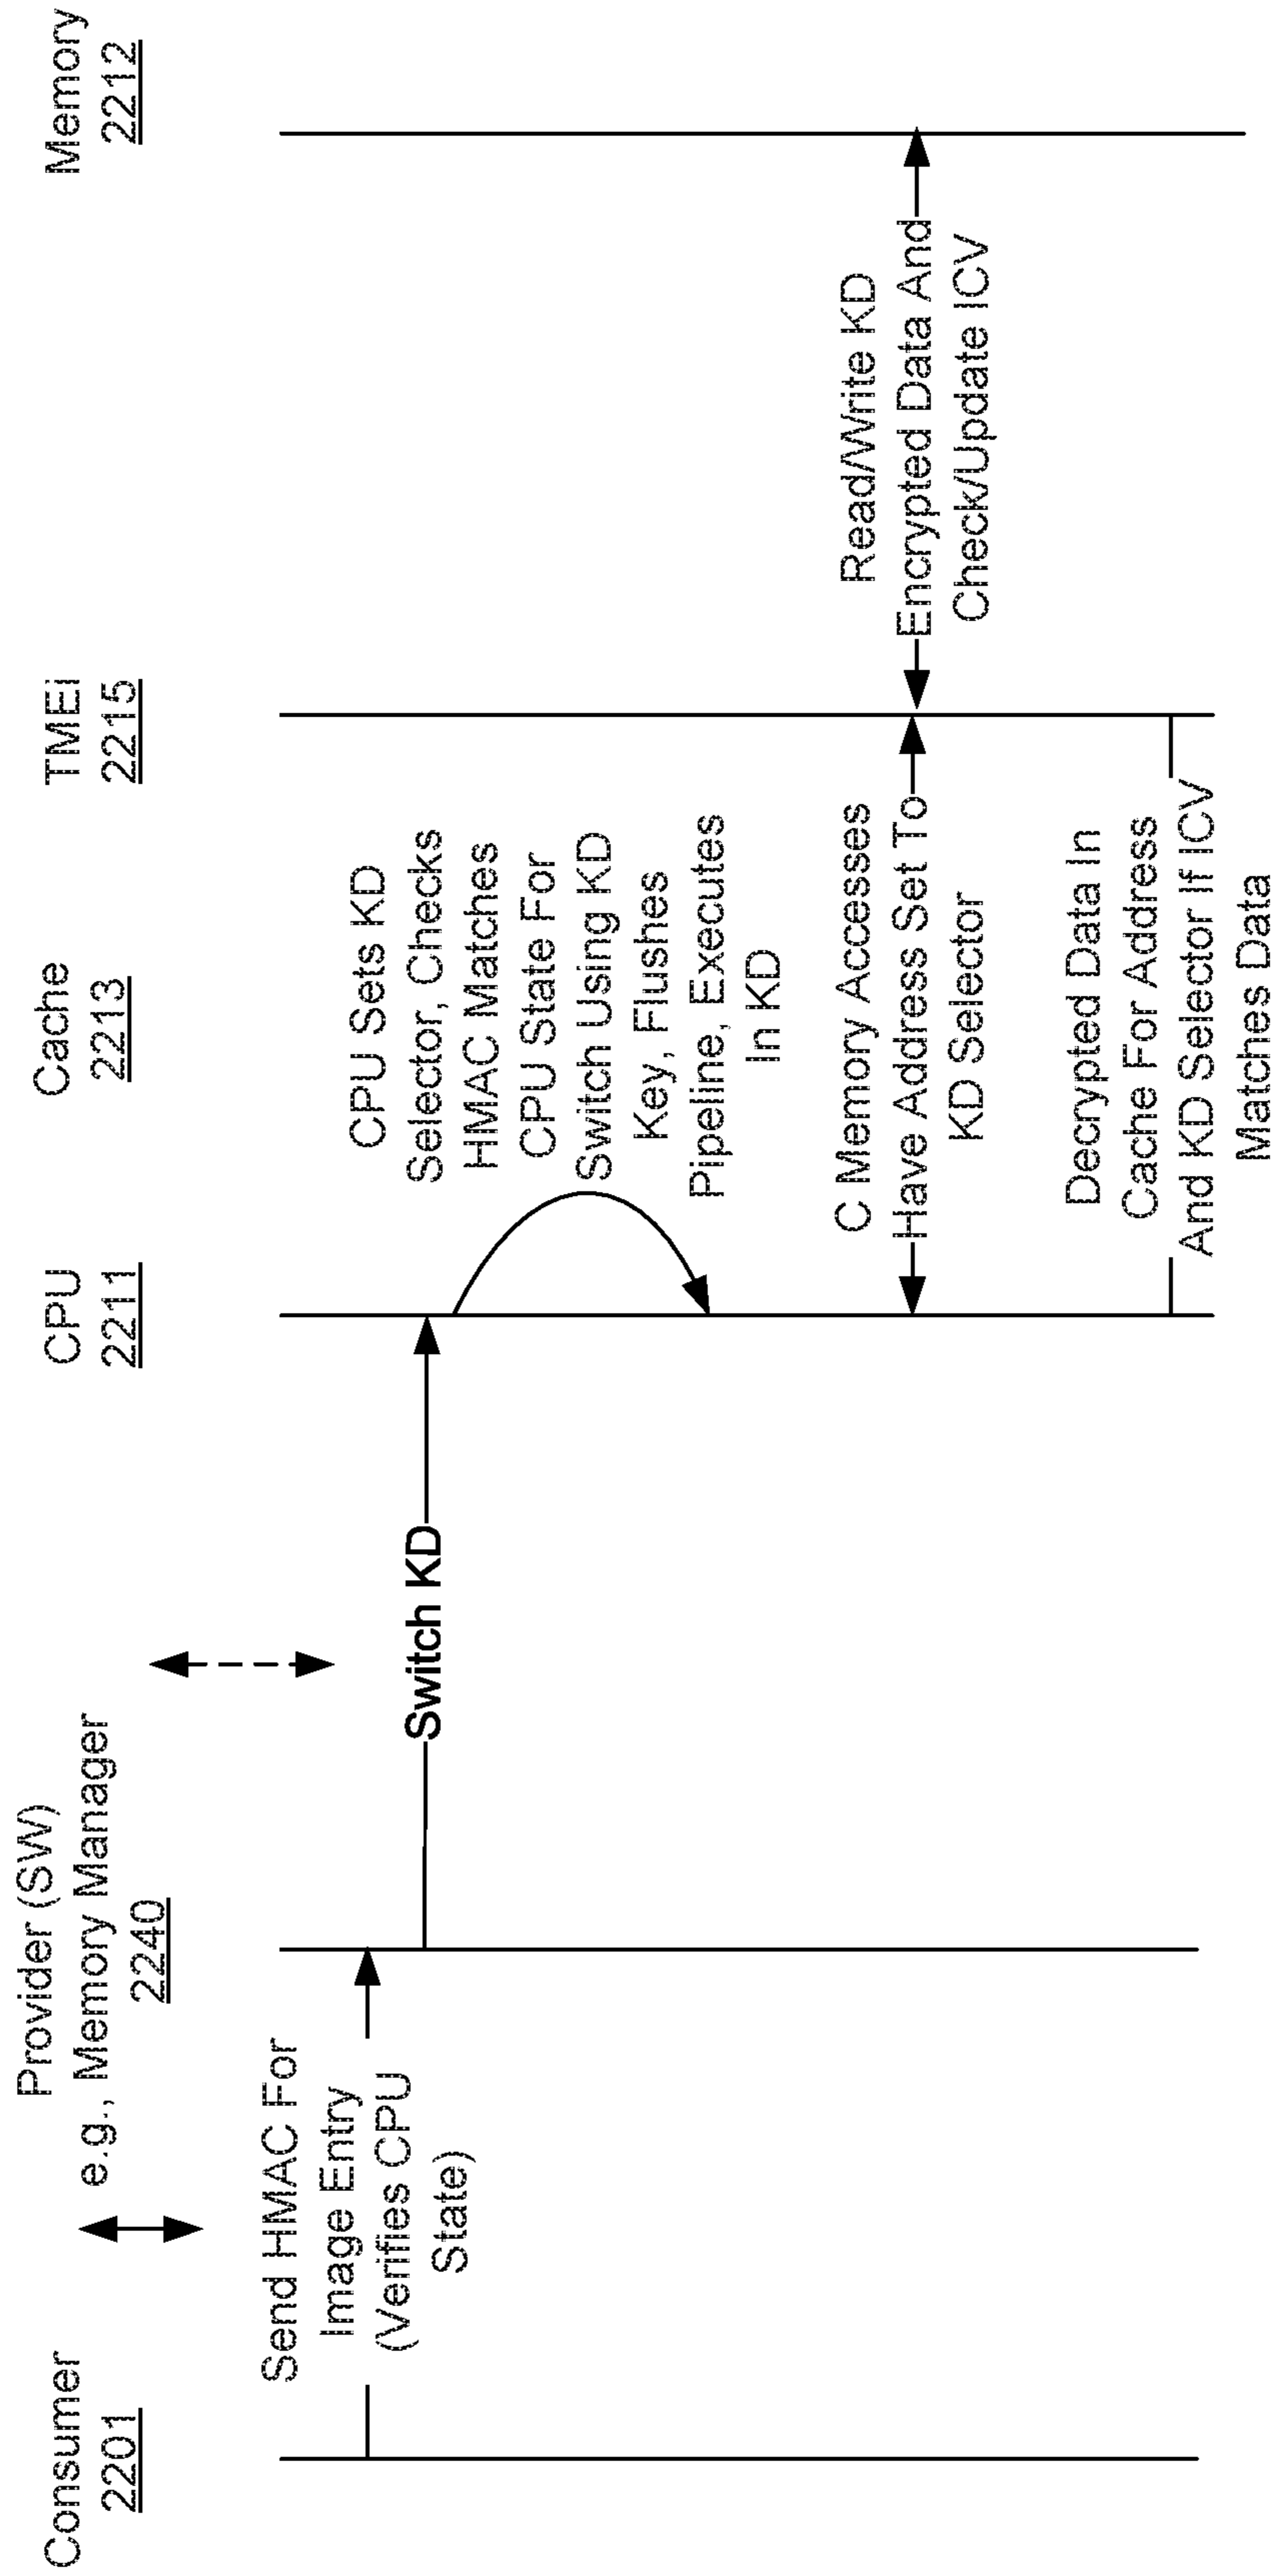 Consumer
2201
Provider (SW)
e.g., Memory Manager
2240
CPU
2211
Cache
2213
TMEi
2215
Memory
2212
Send HMAC For
Image Entry
(Verifies CPU
State)
Switch KD
CPU Sets KD
Selector, Checks
HMAC Matches
CPU State For
Switch Using KD
Key, Flushes
Pipeline, Executes
In KD
C Memory Accesses
Have Address Set To
KD Selector
Read/Write KD
Encrypted Data And
Check/Update ICV
Decrypted Data In
Cache For Address
And KD Selector If ICV
Matches Data